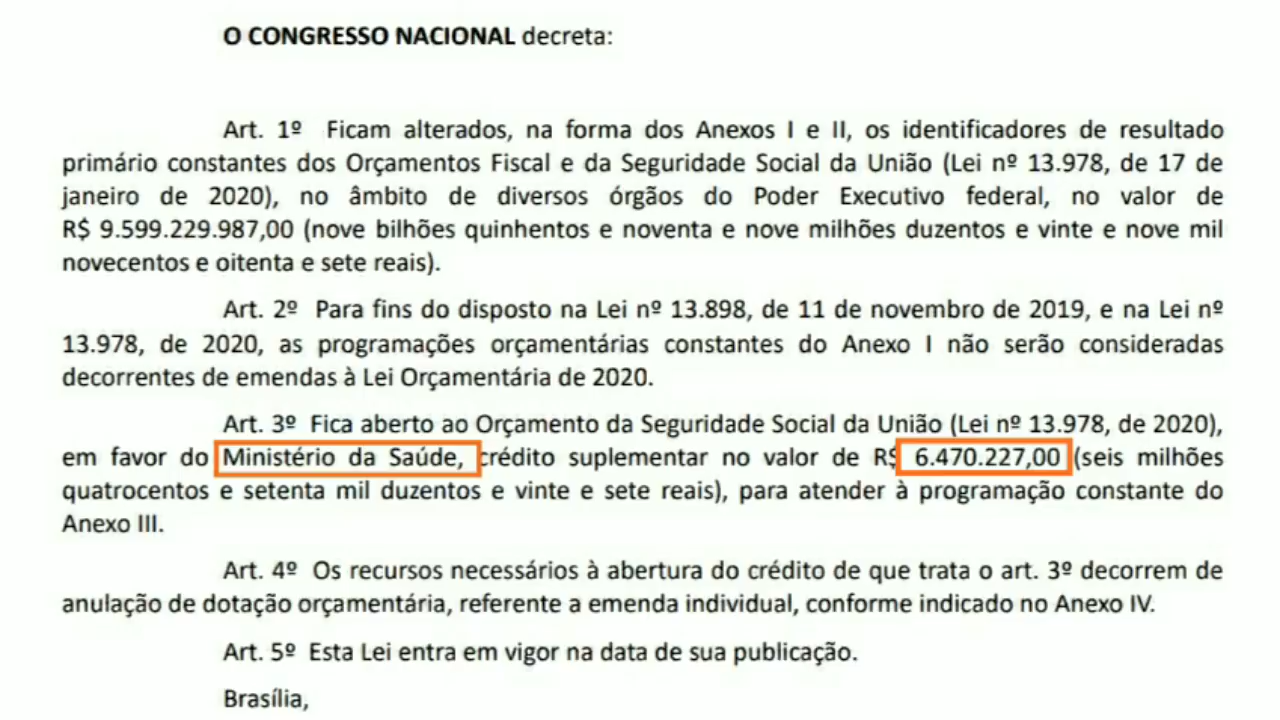 O CONGRESSO NACIONAL decreta:
Art. 1º Ficam alterados, na forma dos Anexos I e II, os identificadores de resultado
primário constantes dos Orçamentos Fiscal e da Seguridade Social da União (Lei nº 13.978, de 17 de
janeiro de 2020), no âmbito de diversos órgãos do Poder Executivo federal, no valor de
R$ 9.599.229.987,00 (nove bilhões quinhentos e noventa e nove milhões duzentos e vinte e nove mil
novecentos e oitenta e sete reais).
Art. 2º Para fins do disposto na Lei nº 13.898, de 11 de novembro de 2019, e na Lei nº
13.978, de 2020, as programações orçamentárias constantes do Anexo I não serão consideradas
decorrentes de emendas à Lei Orçamentária de 2020.
Art. 3º Fica aberto ao Orçamento da Seguridade Social da União (Lei nº 13.978, de 2020),
em favor do Ministério da Saúde, crédito suplementar no valor de R$ 6.470.227,00 (seis milhões
quatrocentos e setenta mil duzentos e vinte e sete reais), para atender à programação constante do
Anexo III.
Art. 4º Os recursos necessários à abertura do crédito de que trata o art. 3º decorrem de
anulação de dotação orçamentária, referente a emenda individual, conforme indicado no Anexo IV.
Art. 5º Esta Lei entra em vigor na data de sua publicação.
Brasília,